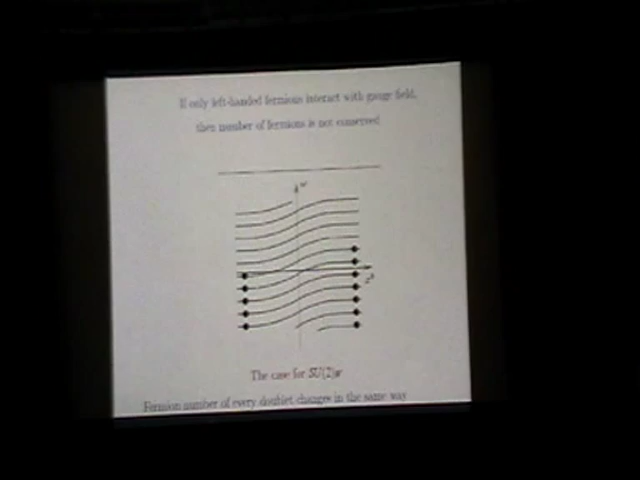 If only left-handed fermions interact with gauge field,
then number of fermions is not conserved
The case for SU(2)W
Fermion number of every doublet changes in the same way